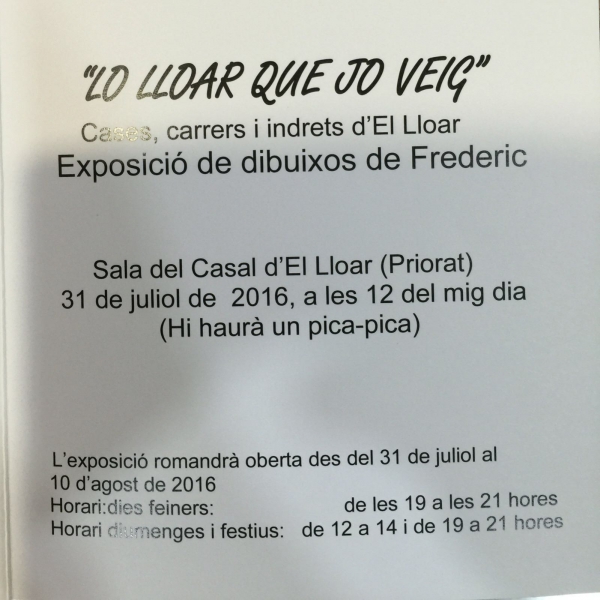 "LO LLOAR QUE JO VEIG"
Cases, carrers i indrets d'El Lloar
Exposició de dibuixos de Frederic
Sala del Casal d'El Lloar (Priorat)
31 de juliol de 2016, a les 12 del mig dia
(Hi haurà un pica-pica)
L'exposició romandrà oberta des del 31 de juliol al
10 d'agost de 2016
Horari:dies feiners: de les 19 a les 21 hores
Horari diumenges i festius: de 12 a 14 i de 19 a 21 hores